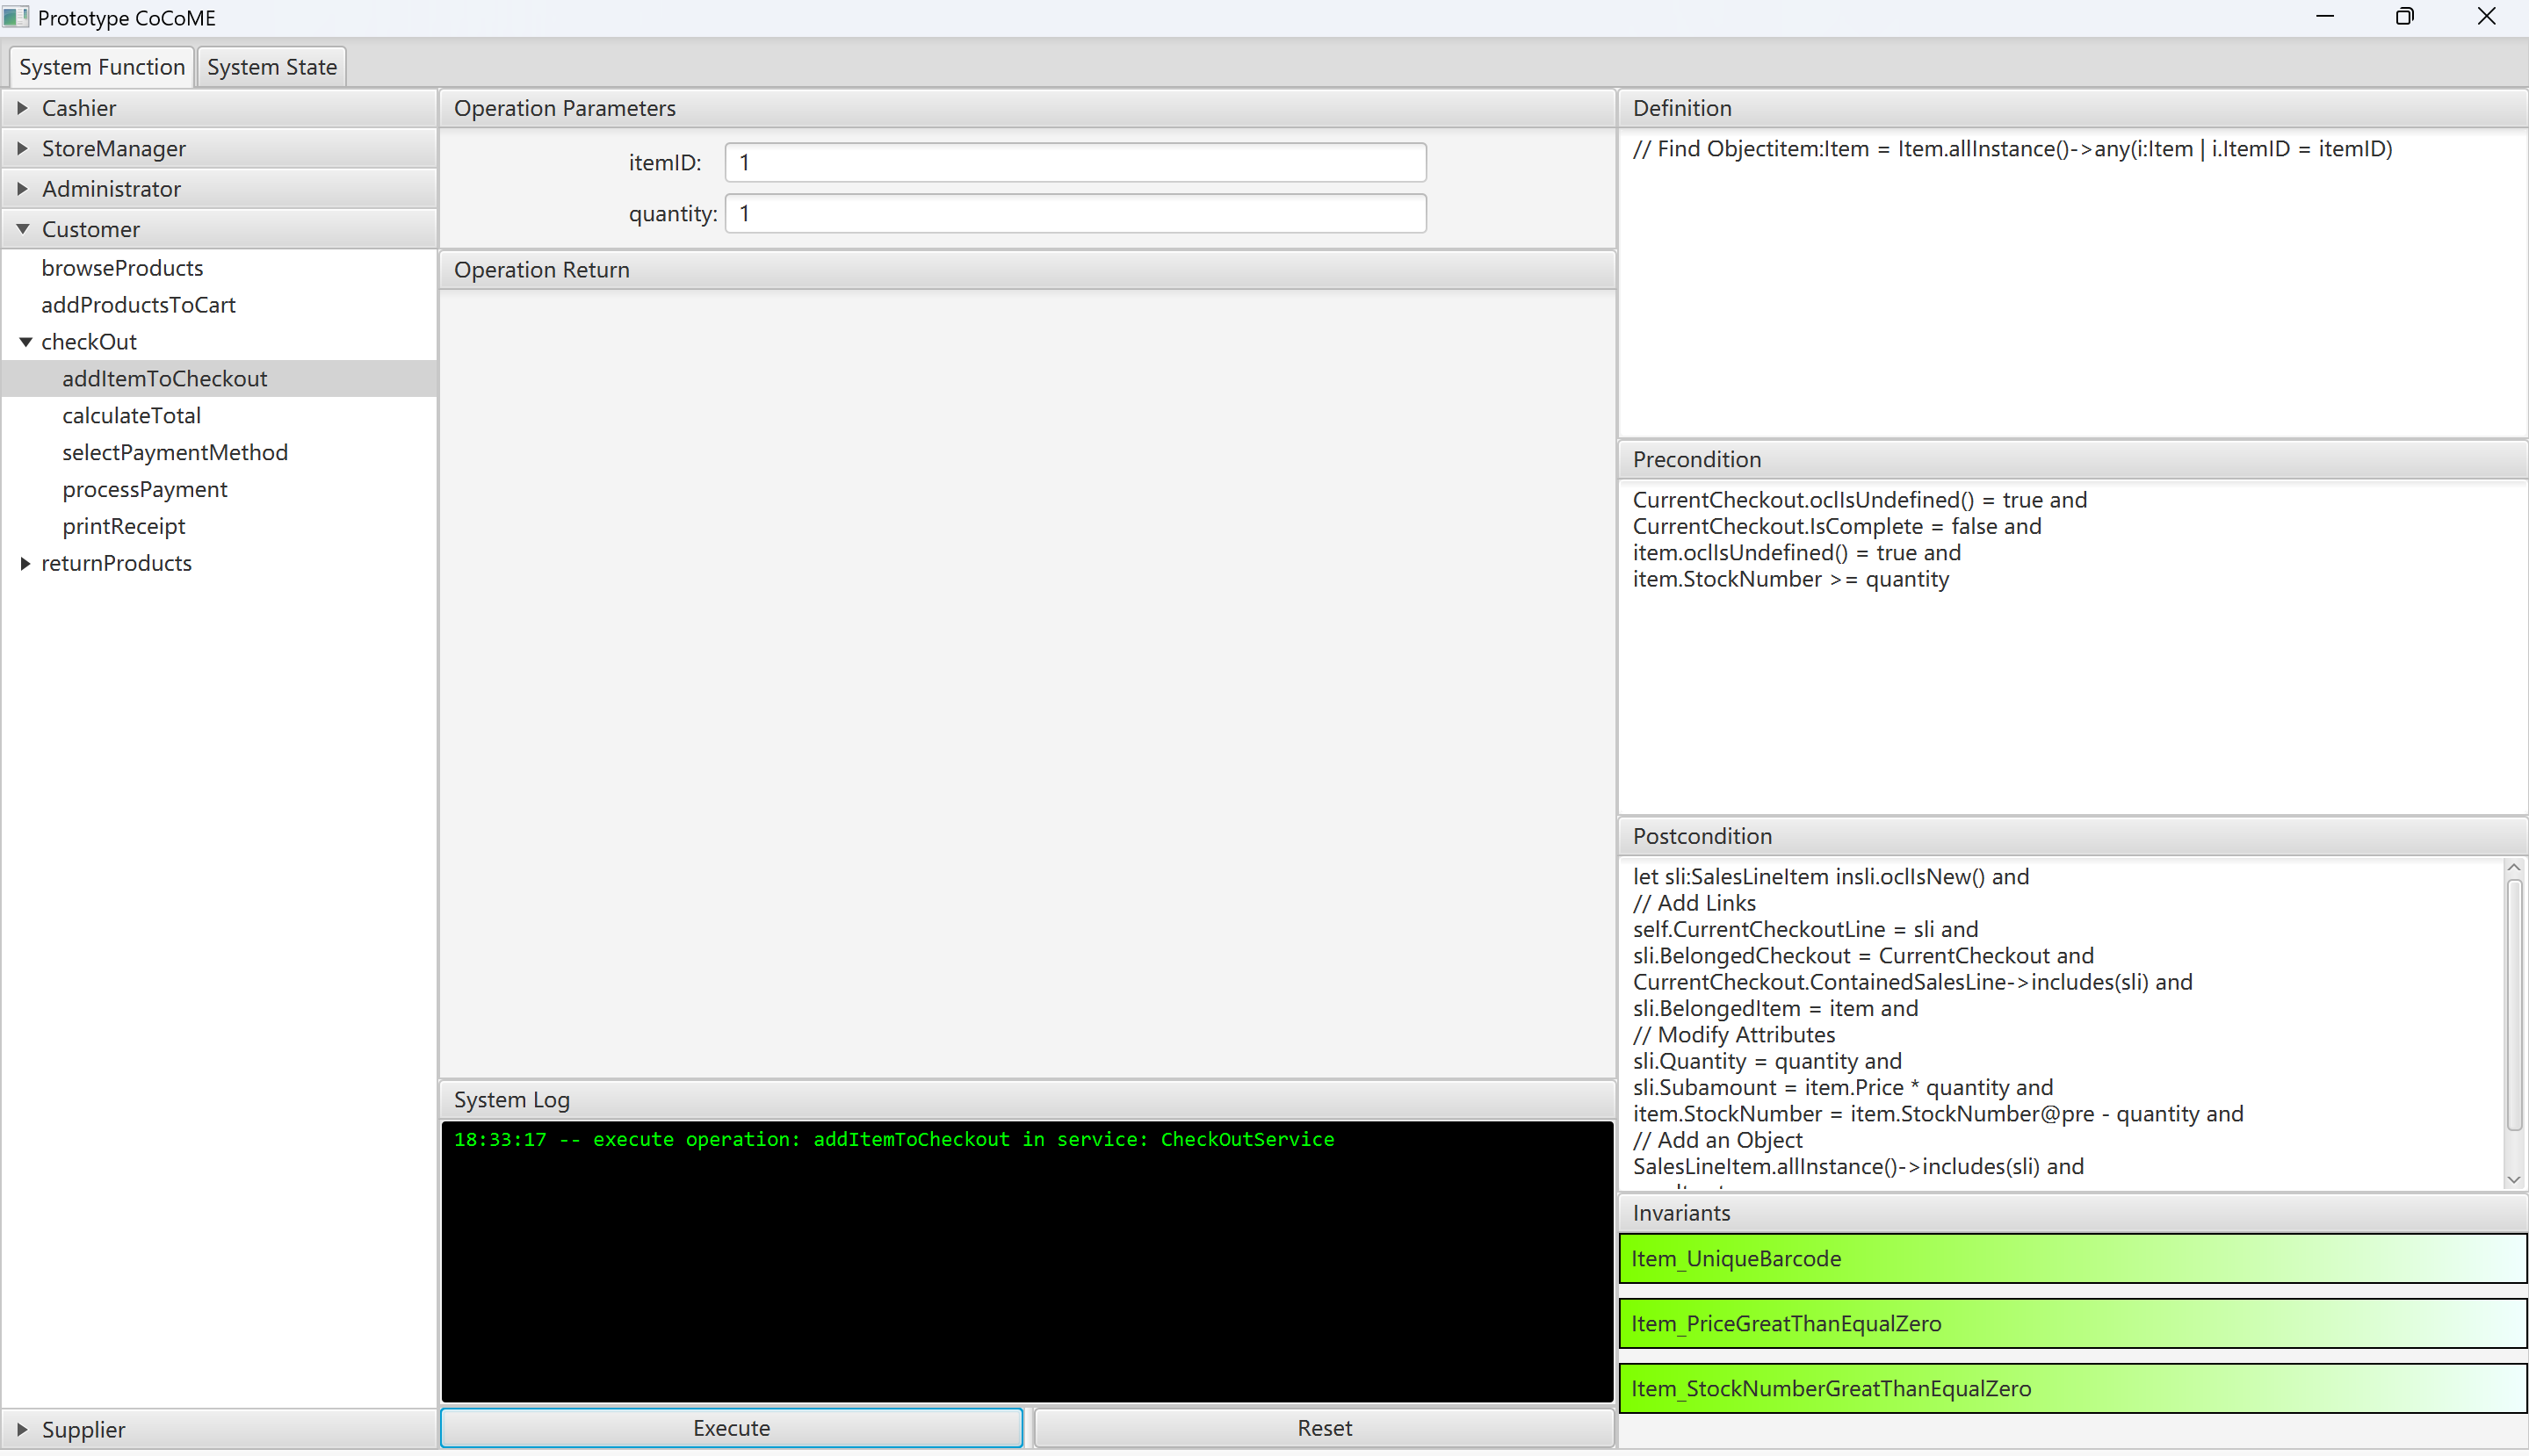 Prototype CoCoME
System Function
System State
Cashier
StoreManager
Administrator
Customer
browseProducts
addProductsToCart
checkOut
addItemToCheckout
calculateTotal
selectPaymentMethod
processPayment
printReceipt
returnProducts
Supplier
Operation Parameters
itemID: 1
quantity: 1
Operation Return
System Log
18:33:17 -- execute operation: addItemToCheckout in service: CheckOutService
Execute
Reset
Definition
// Find Objectitem:Item = Item.allInstance()->any(i:Item | i.ItemID = itemID)
Precondition
CurrentCheckout.oclIsUndefined() = true and
CurrentCheckout.IsComplete = false and
item.oclIsUndefined() = true and
item.StockNumber >= quantity
Postcondition
let sli:SalesLineItem insli.oclIsNew() and
// Add Links
self.CurrentCheckoutLine = sli and
sli.BelongedCheckout = CurrentCheckout and
CurrentCheckout.ContainedSalesLine->includes(sli) and
sli.BelongedItem = item and
// Modify Attributes
sli.Quantity = quantity and
sli.Subamount = item.Price * quantity and
item.StockNumber = item.StockNumber@pre - quantity and
// Add an Object
SalesLineItem.allInstance()->includes(sli) and
Invariants
Item_UniqueBarcode
Item_PriceGreatThanEqualZero
Item_StockNumberGreatThanEqualZero